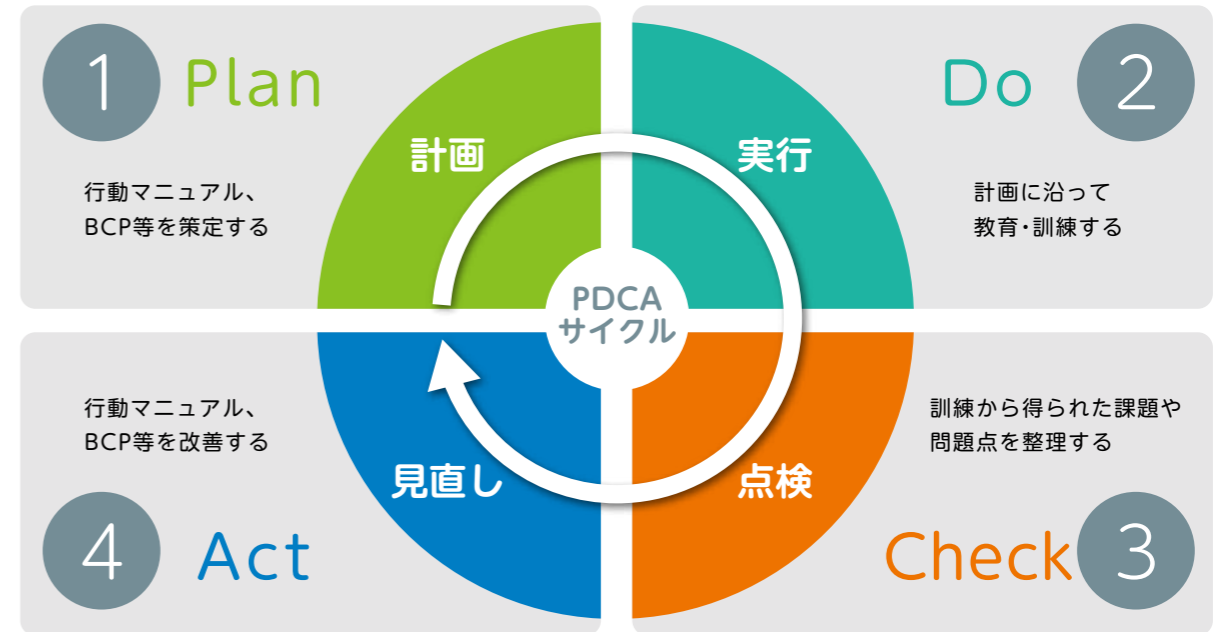 1
Plan
計画
行動マニュアル、
BCP等を策定する
Do
2
実行
計画に沿って
教育・訓練する
PDCA
サイクル
訓練から得られた課題や
問題点を整理する
点検
Check
3
行動マニュアル、
BCP等を改善する
見直し
4
Act